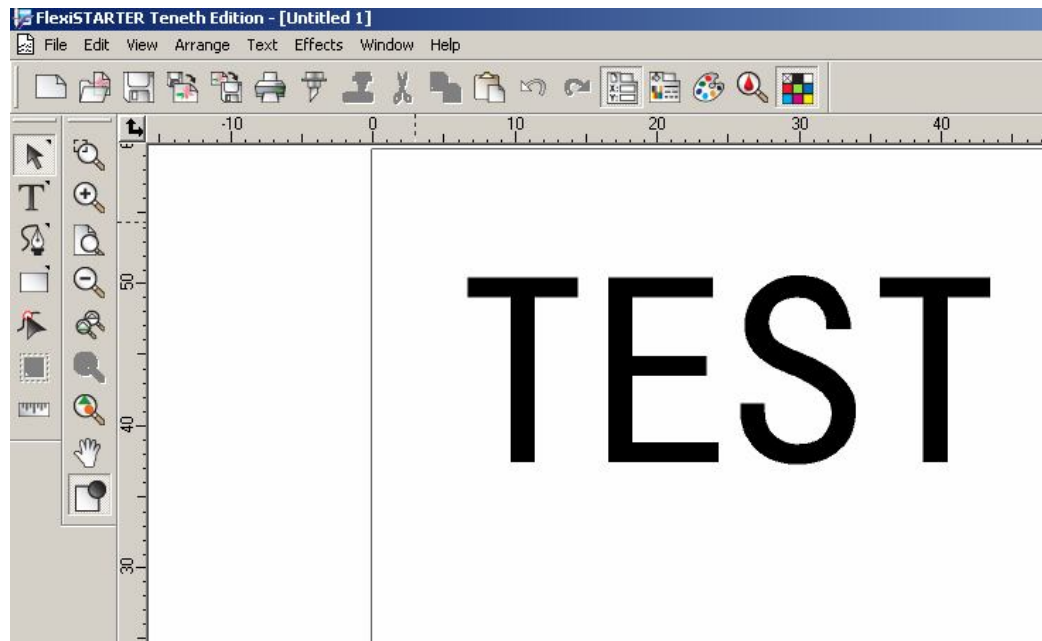 FlexiSTARTER Teneth Edition - [Untitled 1]
File Edit View Arrange Text Effects Window Help
-10 0 10 20 30 40
50
40
30
TEST